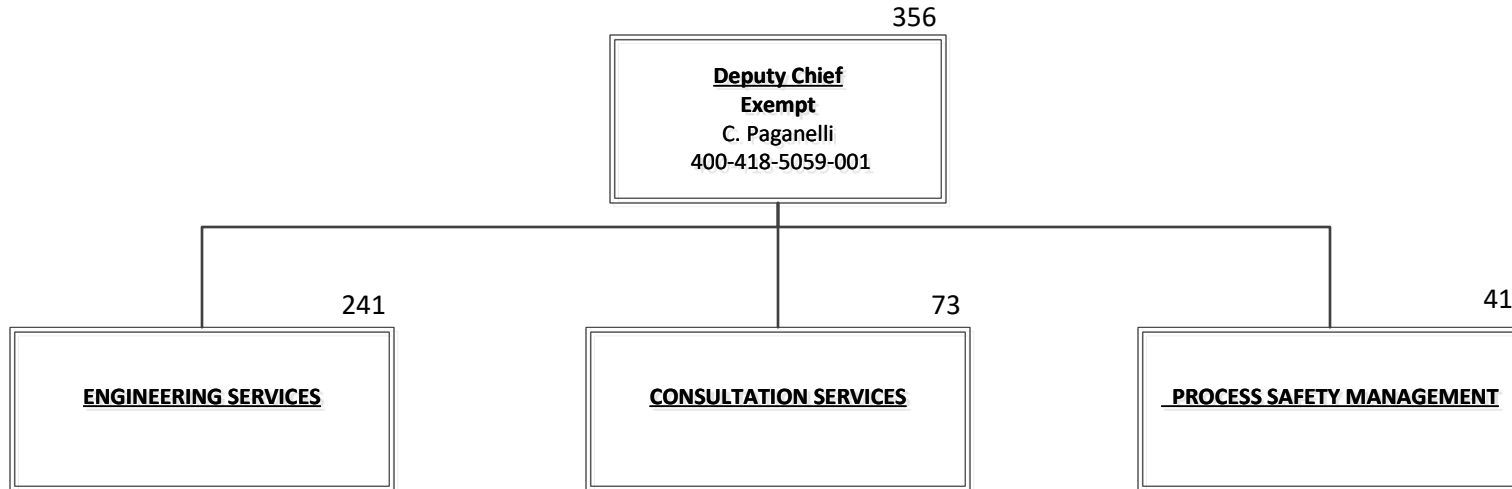 356
Deputy Chief
Exempt
C. Paganelli
400-418-5059-001
241
73
41
ENGINEERING SERVICES
CONSULTATION SERVICES
PROCESS SAFETY MANAGEMENT